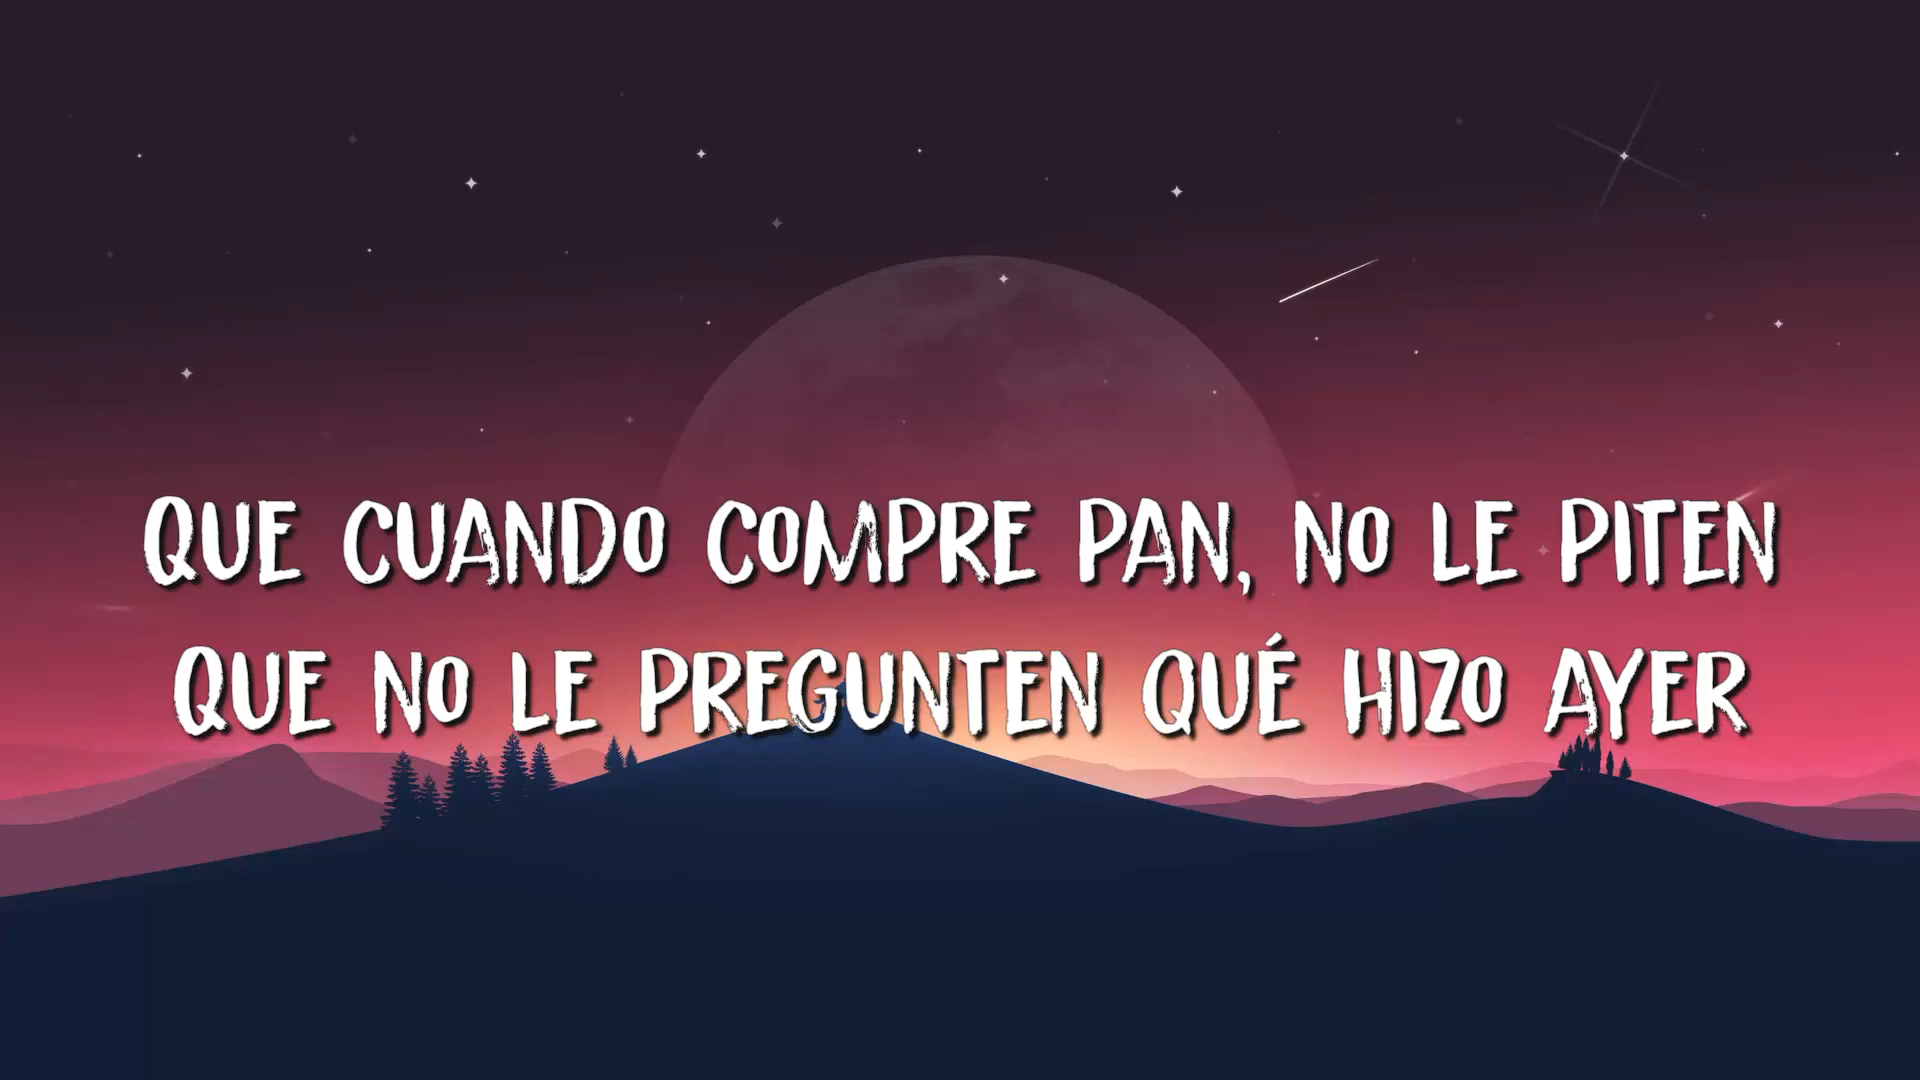 QUE CUANDO COMPRE PAN, NO LE PITEN
QUE NO LE PREGUNTEN QUÉ HIZO AYER